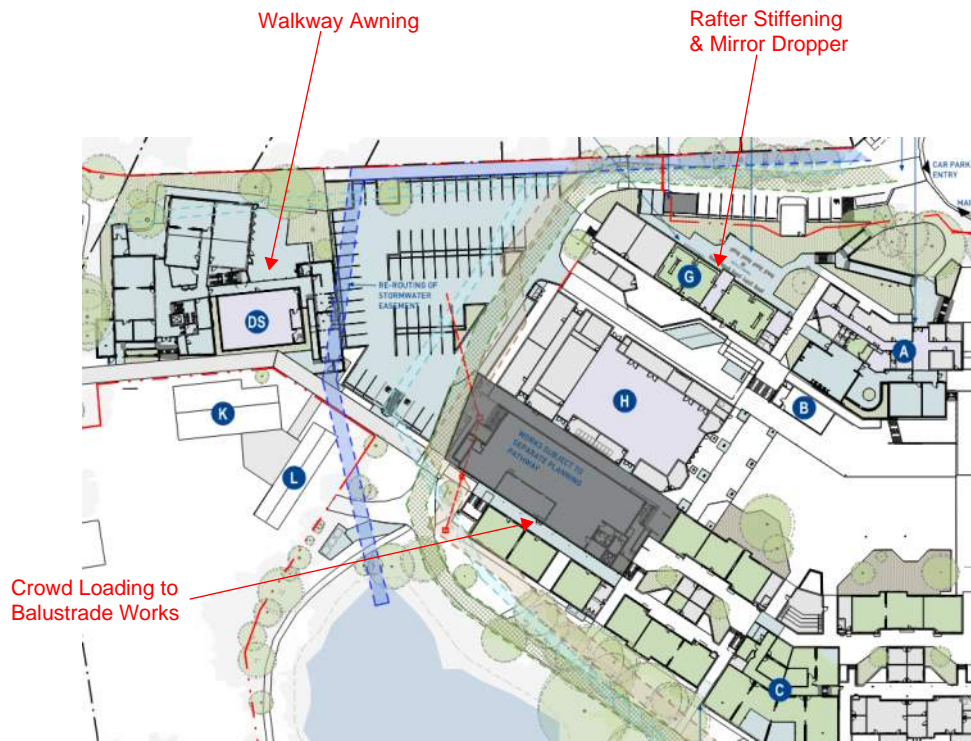 Walkway Awning
Rafter Stiffening
& Mirror Dropper
CAR PARK
ENTRY
G
RE-ROUTING OF
STORMWATER
EASEMENT
DS
A
H
B
K
WORKS SUBJECT TO
SEPARATE PLANNING
PATHWAY
L
Crowd Loading to
Balustrade Works
C